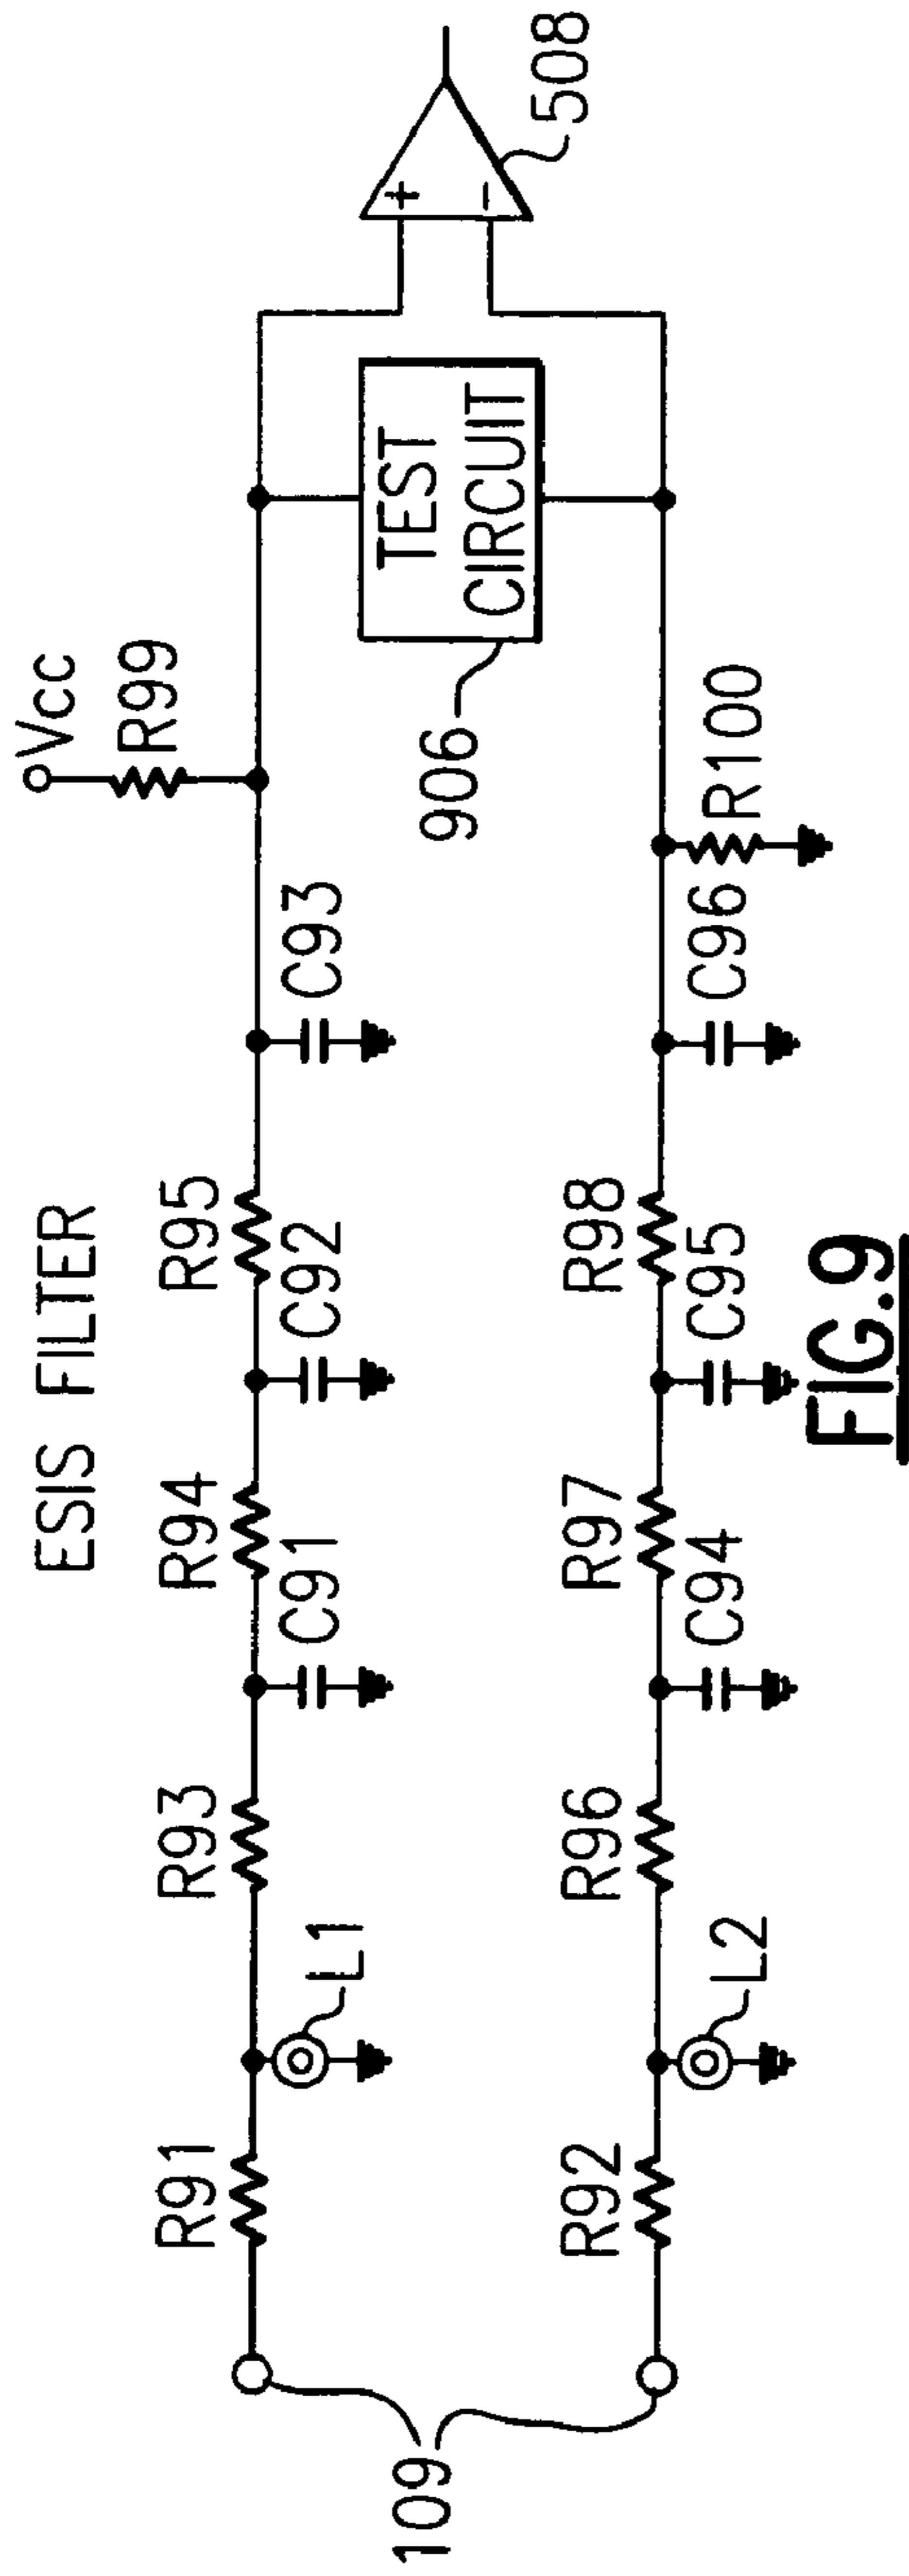 ESIS FILTER
Vcc
R99
R91
R93
R94
R95
L1
C91
C92
C93
109
906
TEST
CIRCUIT
508
+
−
R92
R96
R97
R98
R100
L2
C94
C95
C96
FIG.9